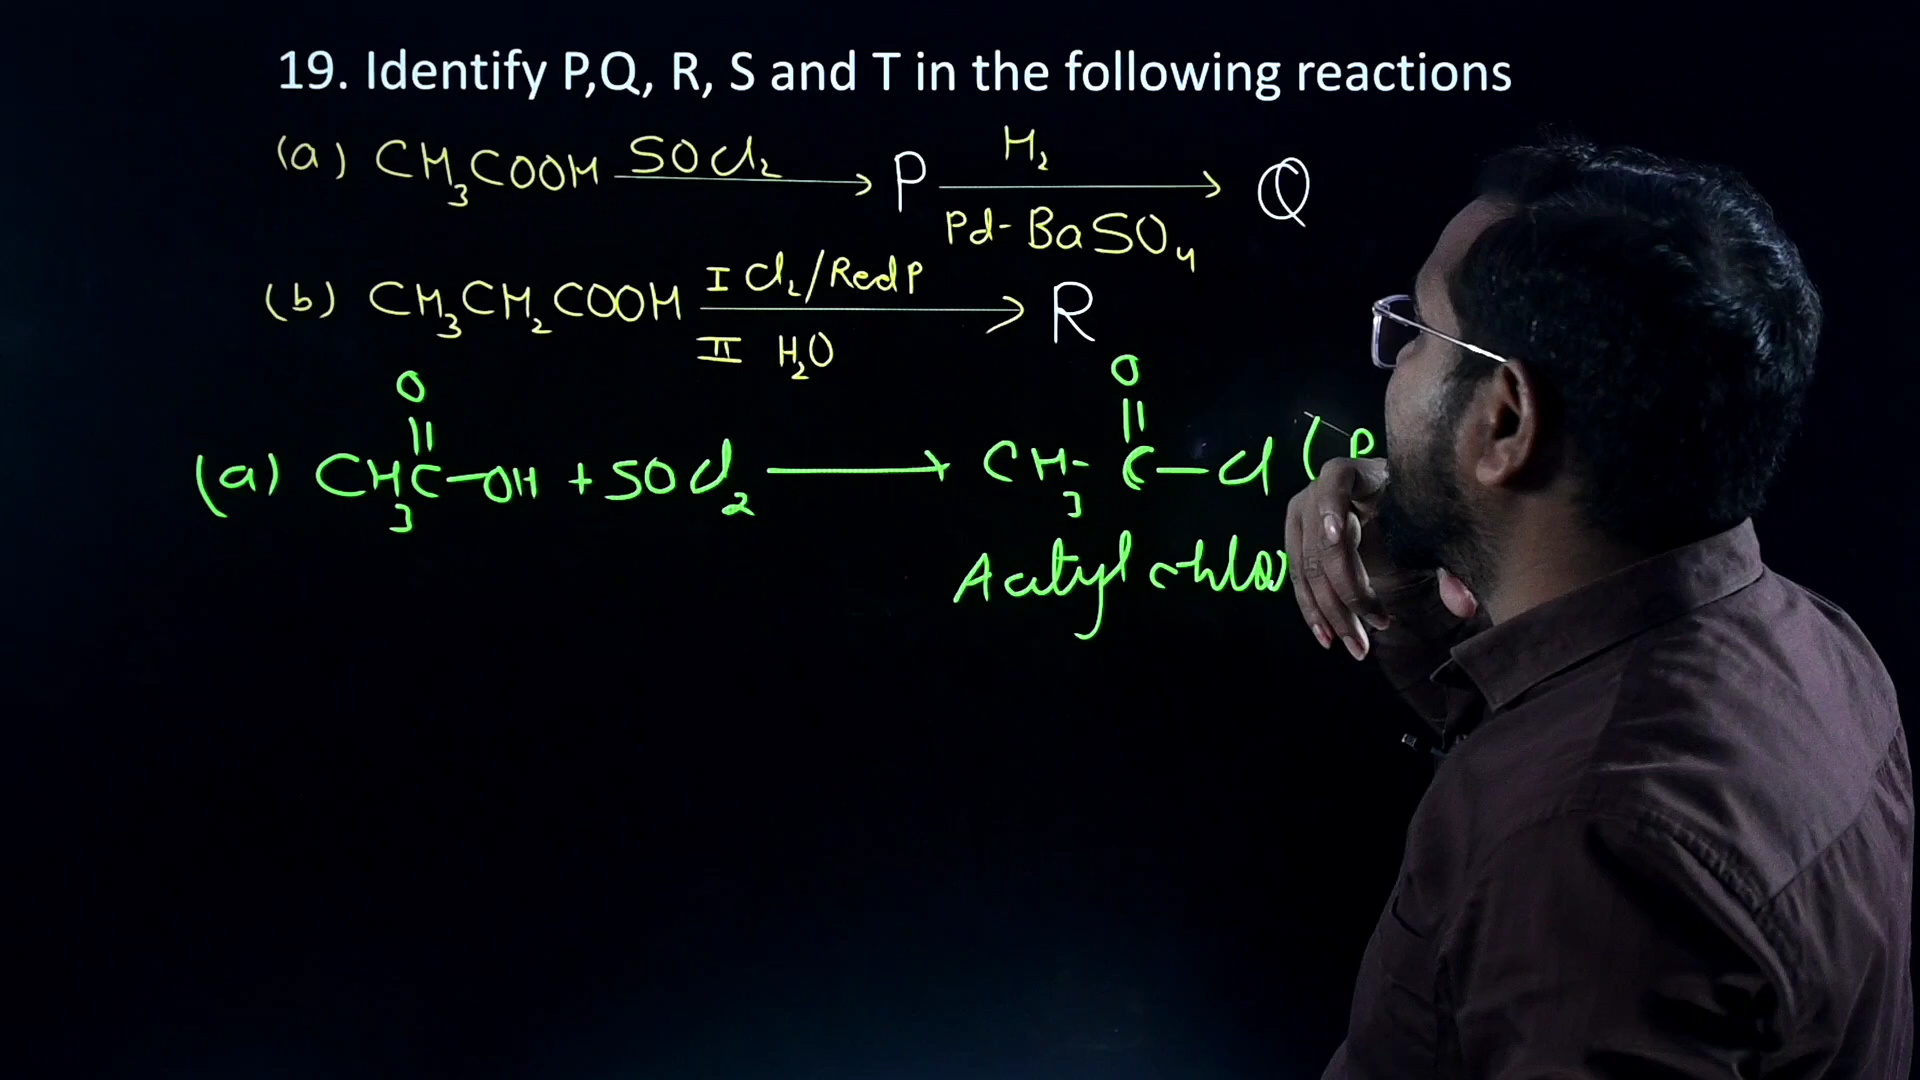 19. Identify P,Q, R, S and T in the following reactions
(a) CH₃COOH SOCl₂ → P H₂ Pd-BaSO₄ → Q
(b) CH₃CH₂COOH I Cl₂/Red P II H₂O → R
(a) CH₃C(=O)-OH + SOCl₂ → CH₃-C(=O)-Cl (P
Acetyl chlor